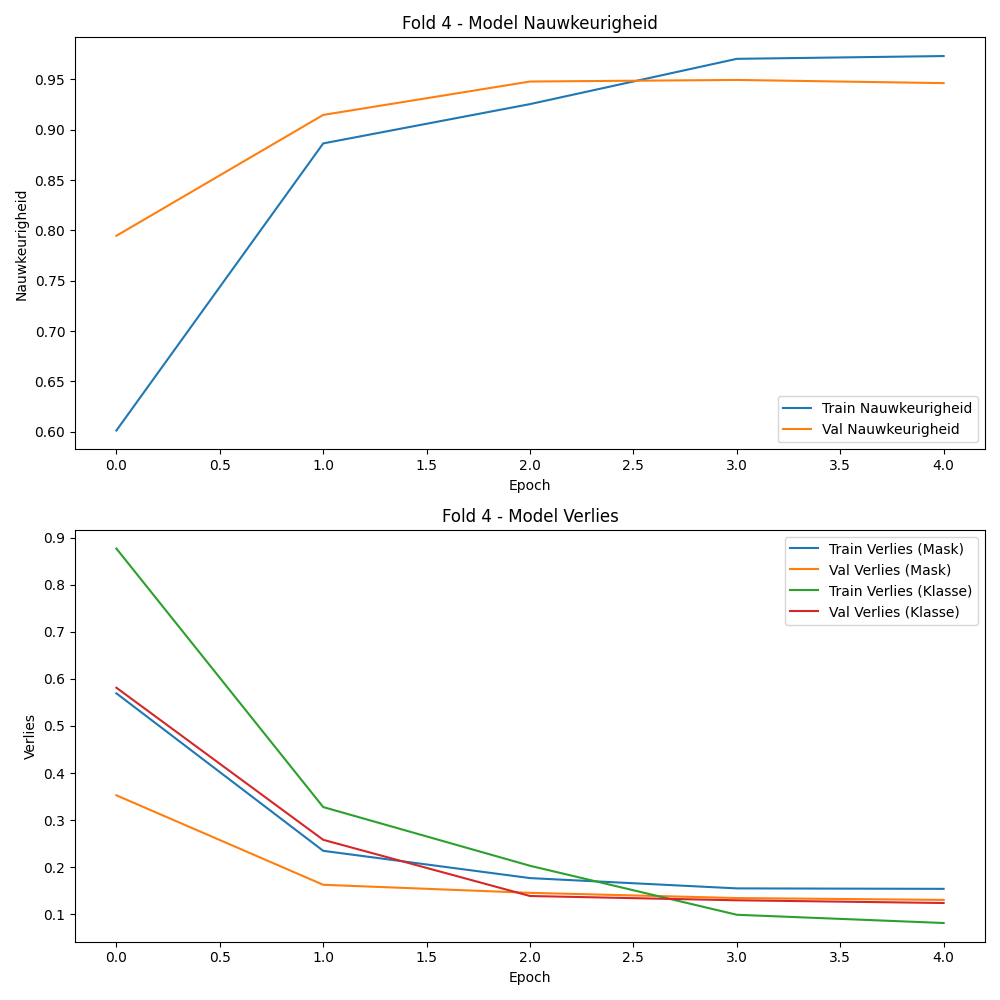 Fold 4 - Model Nauwkeurigheid
Nauwkeurigheid
0.95
0.90
0.85
0.80
0.75
0.70
0.65
0.60
Train Nauwkeurigheid
Val Nauwkeurigheid
0.0 0.5 1.0 1.5 2.0 2.5 3.0 3.5 4.0
Epoch
Fold 4 - Model Verlies
Verlies
0.9
0.8
0.7
0.6
0.5
0.4
0.3
0.2
0.1
Train Verlies (Mask)
Val Verlies (Mask)
Train Verlies (Klasse)
Val Verlies (Klasse)
0.0 0.5 1.0 1.5 2.0 2.5 3.0 3.5 4.0
Epoch